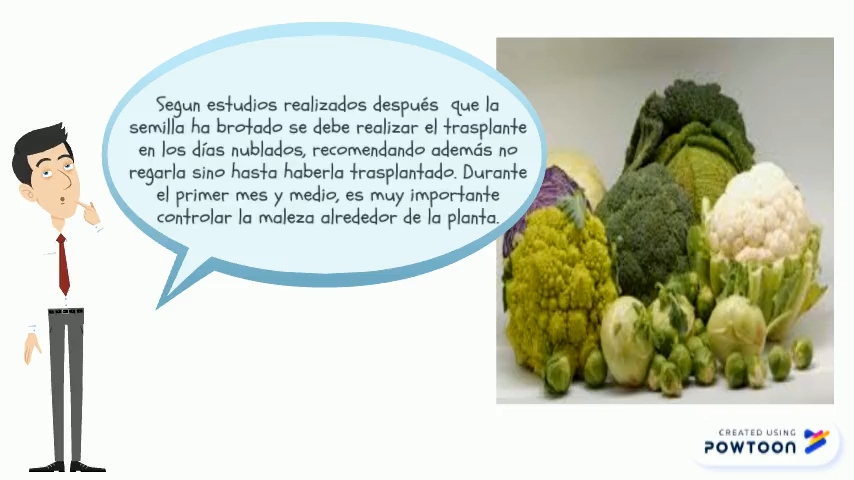 Segun estudios realizados después que la
semilla ha brotado se debe realizar el trasplante
en los días nublados, recomendando además no
regarla sino hasta haberla trasplantado. Durante
el primer mes y medio, es muy importante
controlar la maleza alrededor de la planta.
CREATED USING
POWTOON